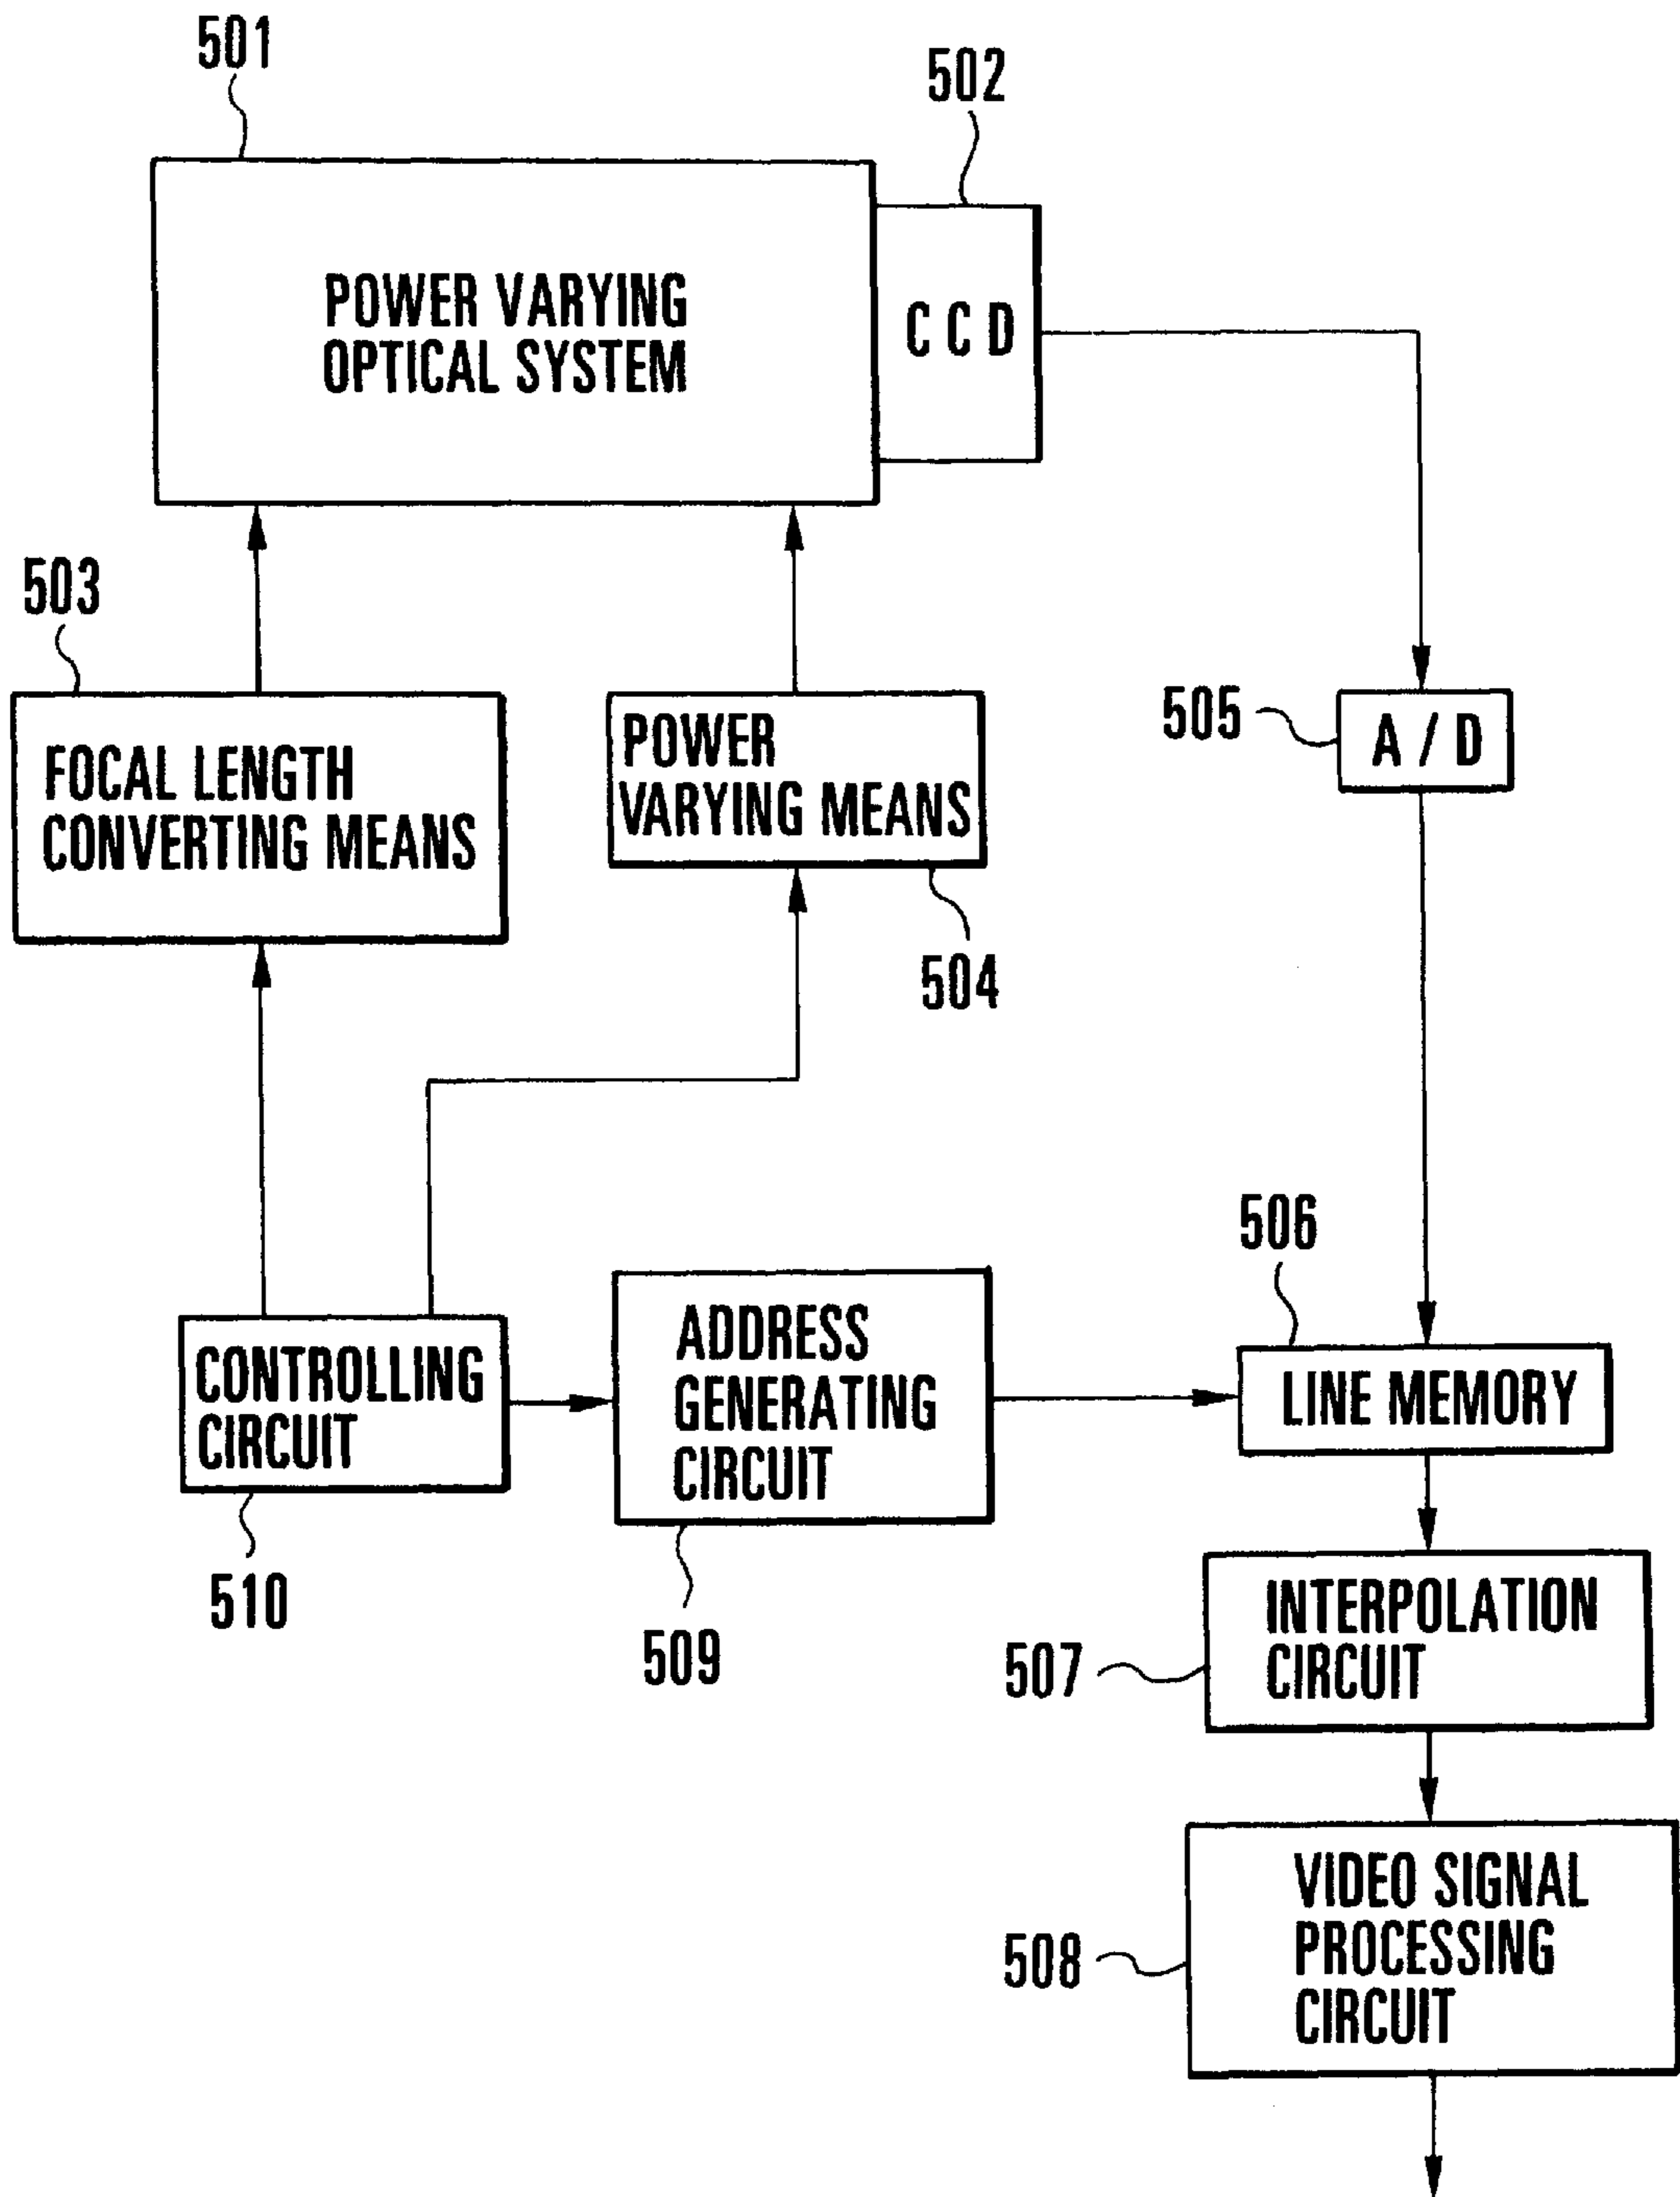 501
502
POWER VARYING
OPTICAL SYSTEM
C C D
503
FOCAL LENGTH
CONVERTING MEANS
POWER
VARYING MEANS
504
505
A / D
506
CONTROLLING
CIRCUIT
510
ADDRESS
GENERATING
CIRCUIT
509
LINE MEMORY
INTERPOLATION
CIRCUIT
507
VIDEO SIGNAL
PROCESSING
CIRCUIT
508